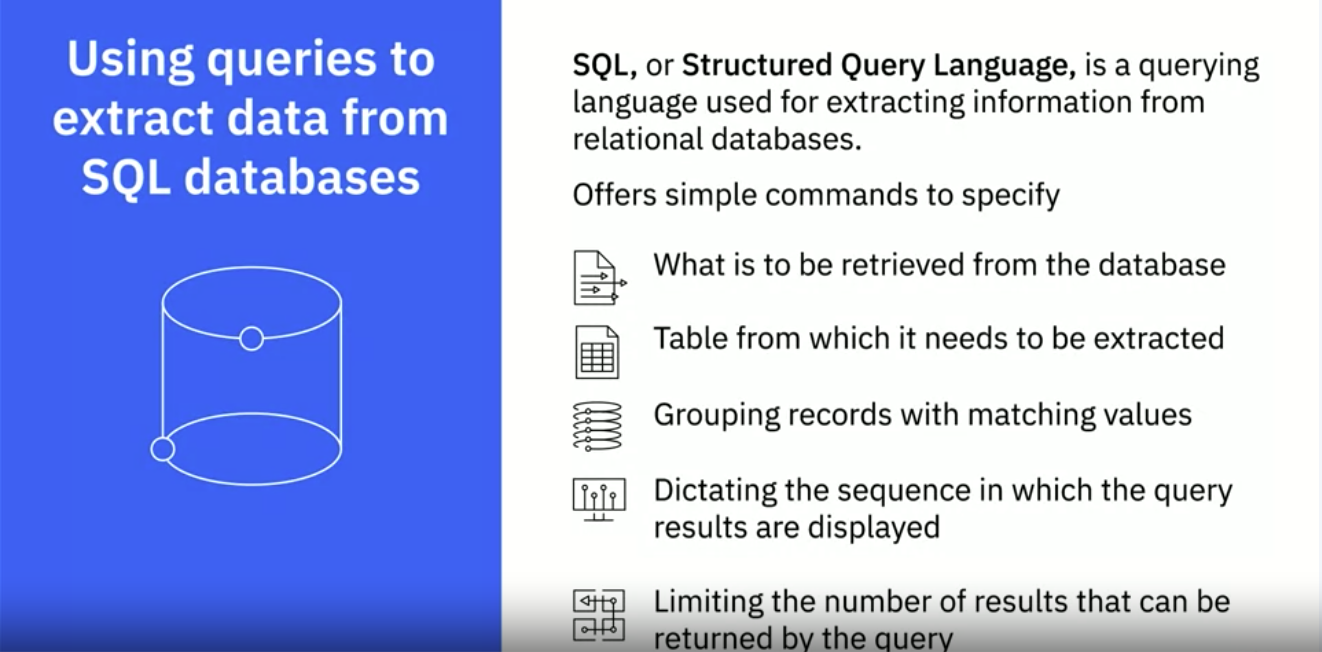 Using queries to
extract data from
SQL databases
SQL, or Structured Query Language, is a querying
language used for extracting information from
relational databases.
Offers simple commands to specify
What is to be retrieved from the database
Table from which it needs to be extracted
Grouping records with matching values
Dictating the sequence in which the query
results are displayed
Limiting the number of results that can be
returned by the query